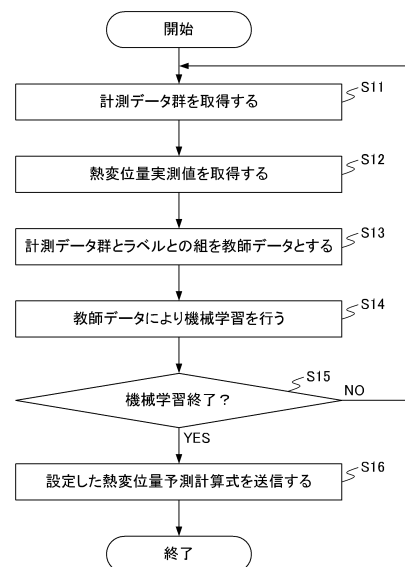 開始
計測データ群を取得する
S11
熱変位量実測値を取得する
S12
計測データ群とラベルとの組を教師データとする
S13
教師データにより機械学習を行う
S14
機械学習終了？
S15
NO
YES
設定した熱変位量予測計算式を送信する
S16
終了